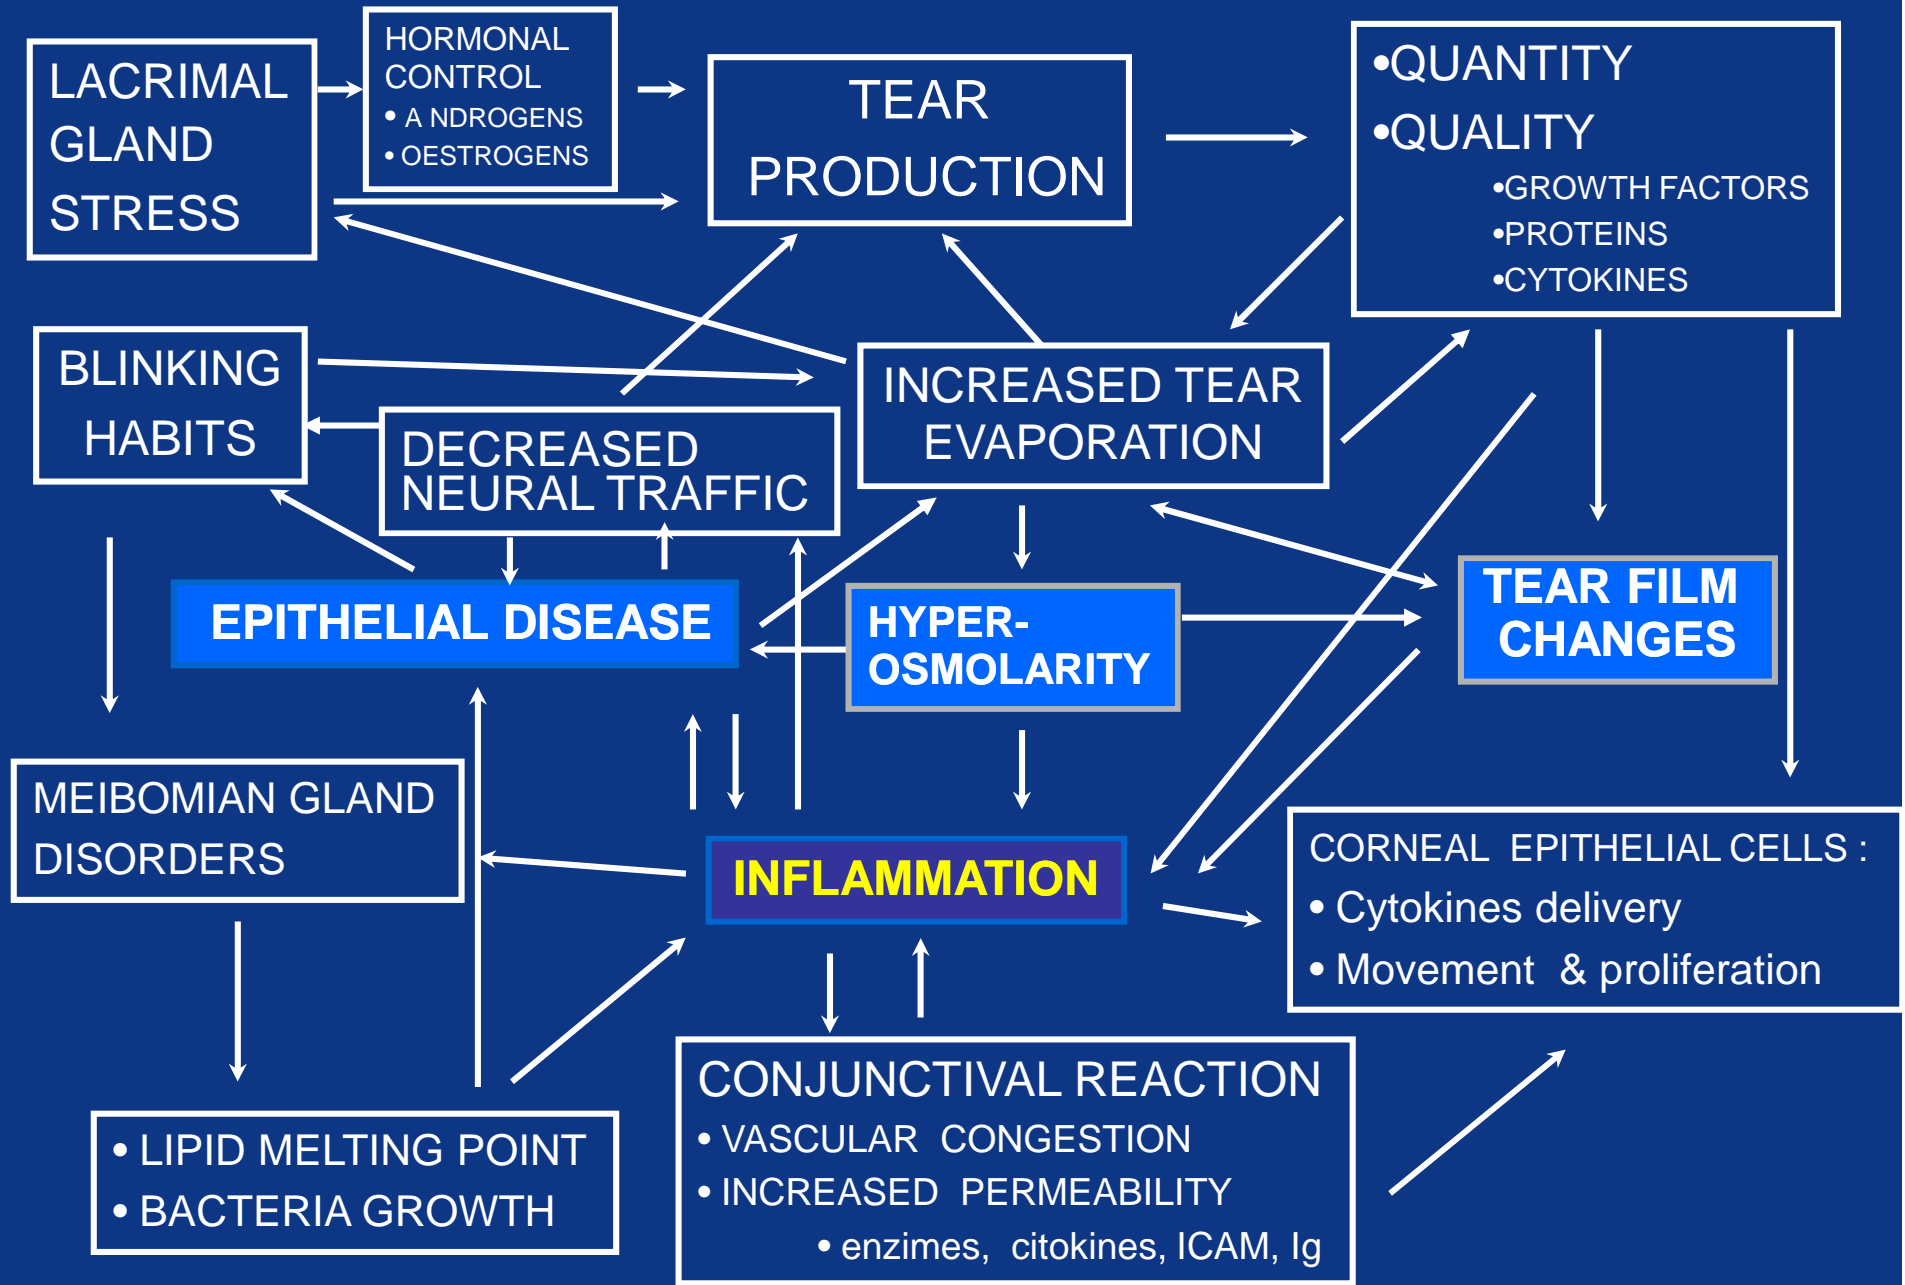 LACRIMAL
GLAND
STRESS
HORMONAL
CONTROL
• A NDROGENS
• OESTROGENS
TEAR
PRODUCTION
•QUANTITY
•QUALITY
•GROWTH FACTORS
•PROTEINS
•CYTOKINES
BLINKING
HABITS
DECREASED
NEURAL TRAFFIC
INCREASED TEAR
EVAPORATION
EPITHELIAL DISEASE
HYPER-
OSMOLARITY
TEAR FILM
CHANGES
MEIBOMIAN GLAND
DISORDERS
INFLAMMATION
CORNEAL EPITHELIAL CELLS :
• Cytokines delivery
• Movement & proliferation
• LIPID MELTING POINT
• BACTERIA GROWTH
CONJUNCTIVAL REACTION
• VASCULAR CONGESTION
• INCREASED PERMEABILITY
• enzimes, citokines, ICAM, Ig